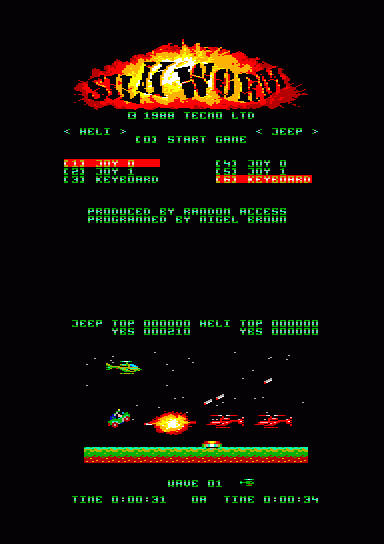 SILKWORM
© 1988 TECMO LTD
< HELI > < JEEP >
[0] START GAME
[1] JOY 0 [4] JOY 0
[2] JOY 1 [5] JOY 1
[3] KEYBOARD [6] KEYBOARD
PRODUCED BY RANDOM ACCESS
PROGRAMMED BY NIGEL BROWN
JEEP TOP 000000 HELI TOP 000000
YBS 000210 YBS 000000
WAVE 01
TIME 0:00:31 OA TIME 0:00:34